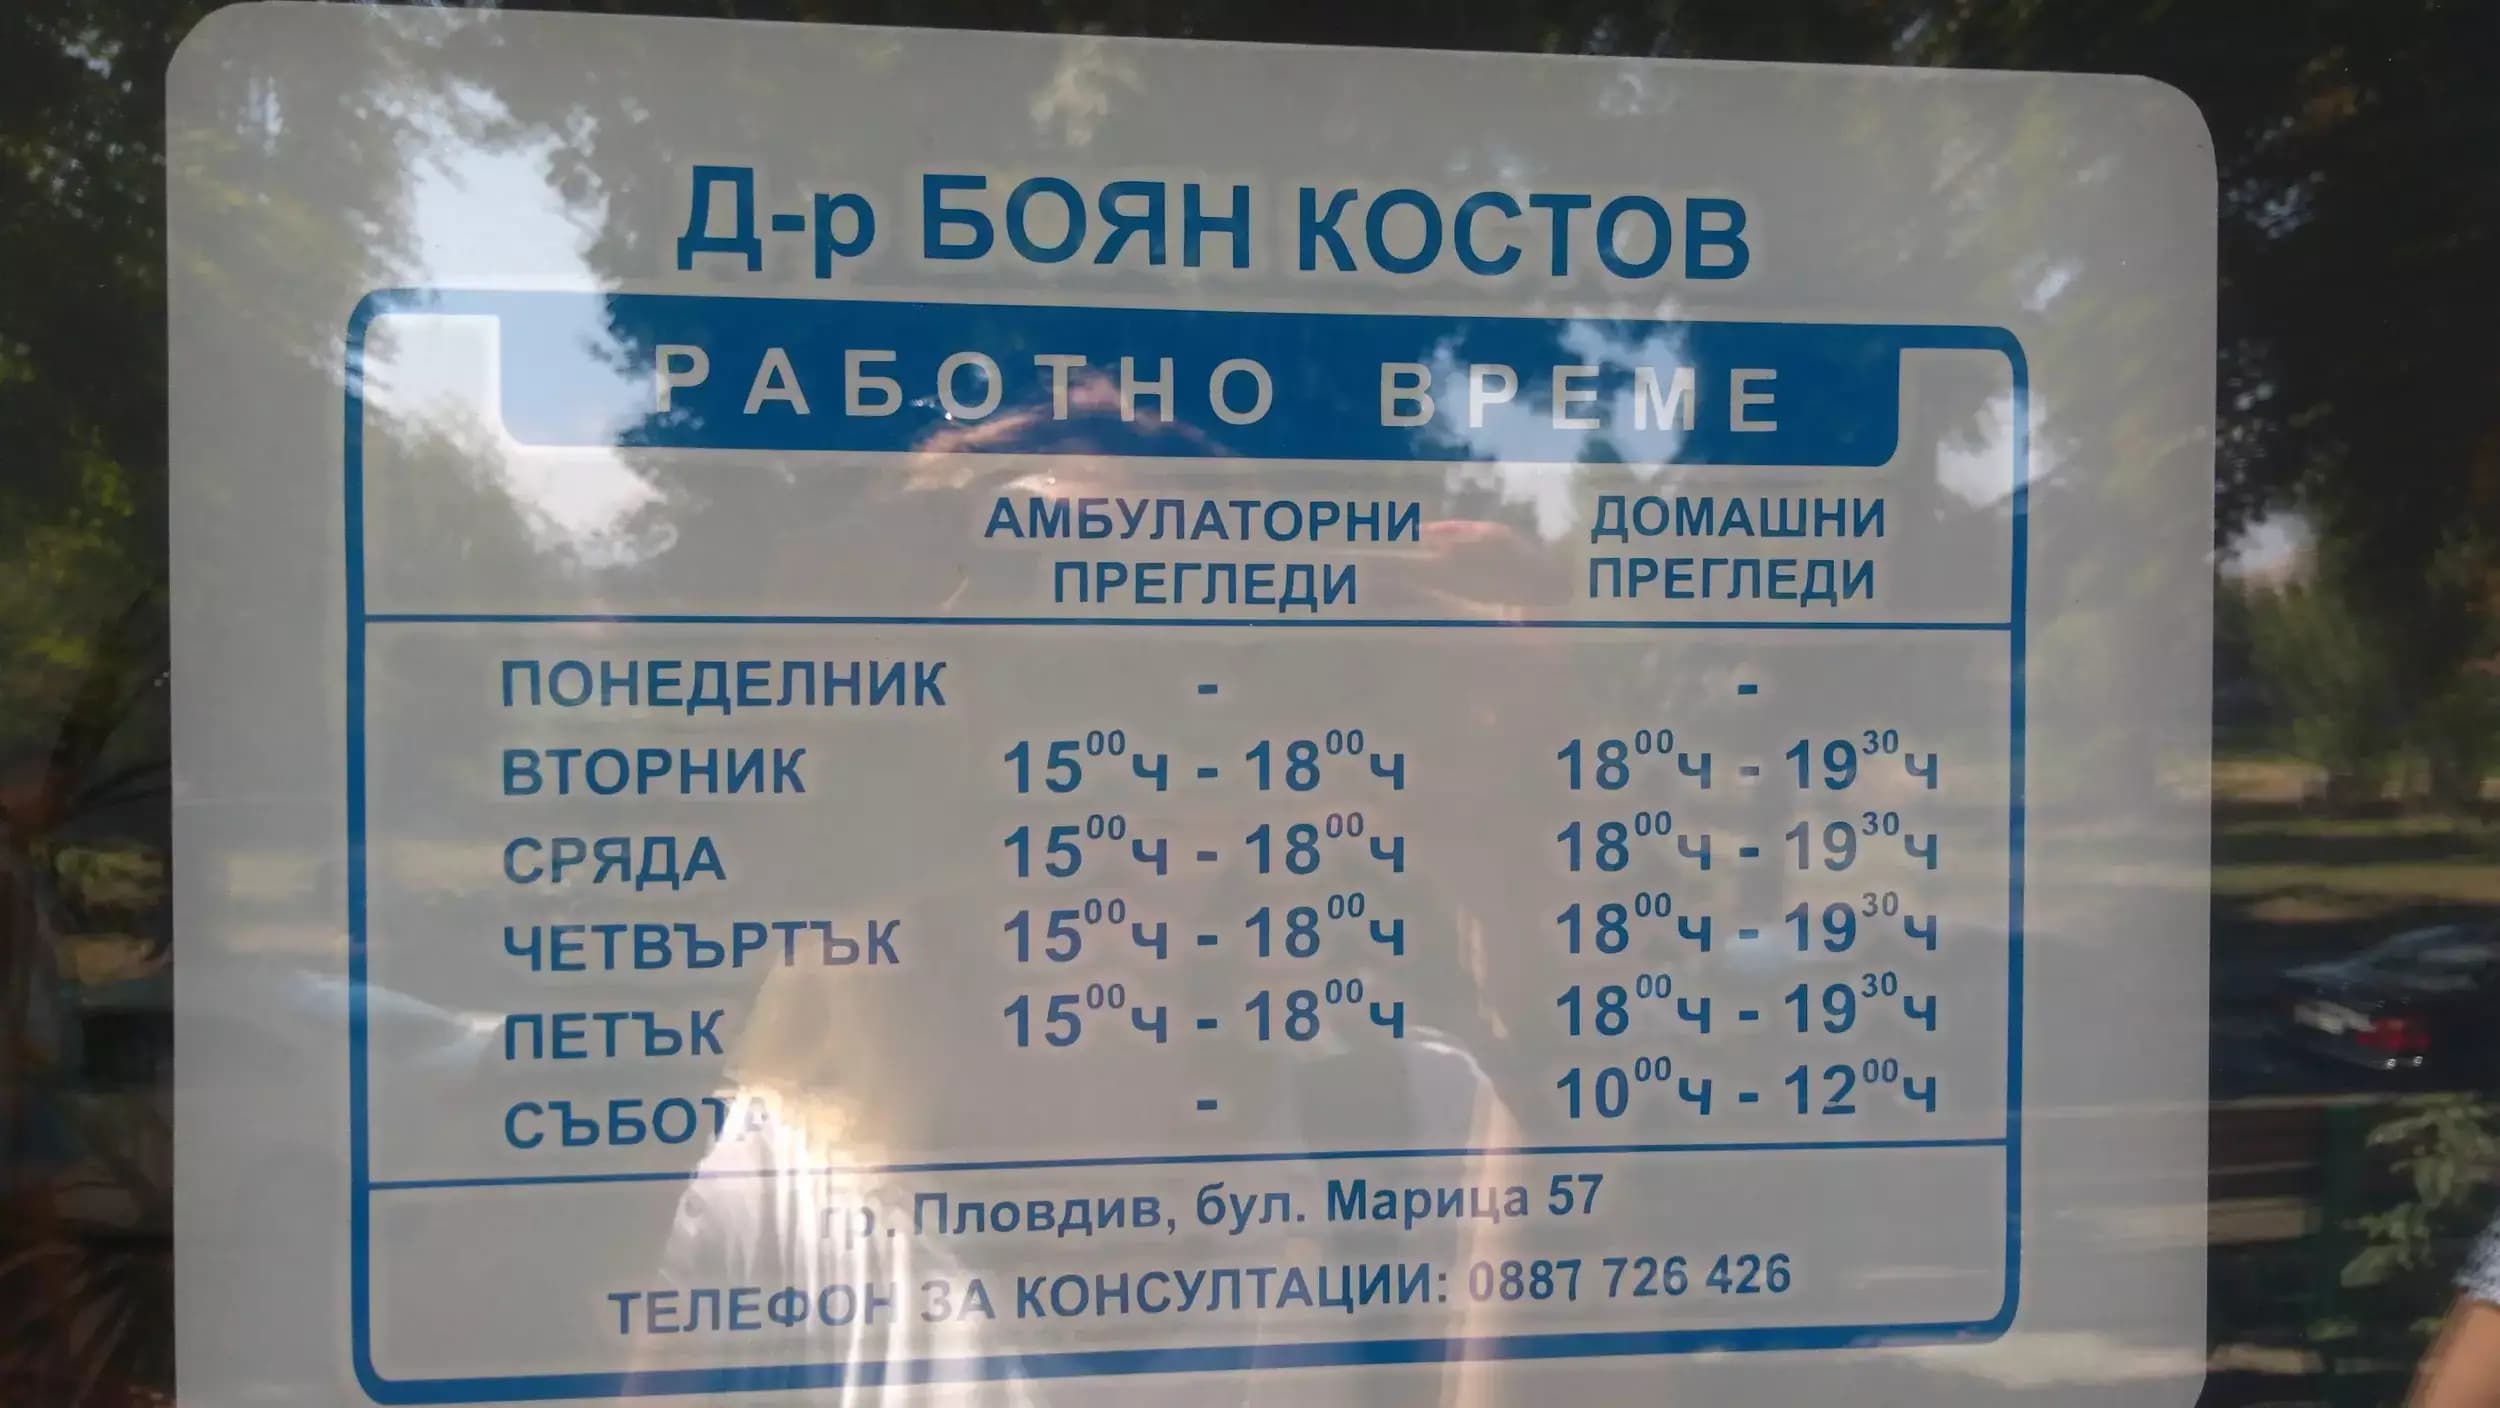 Д-р БОЯН КОСТОВ
РАБОТНО ВРЕМЕ
АМБУЛАТОРНИ ПРЕГЛЕДИ ДОМАШНИ ПРЕГЛЕДИ
ПОНЕДЕЛНИК - -
ВТОРНИК 15⁰⁰ч - 18⁰⁰ч 18⁰⁰ч - 19³⁰ч
СРЯДА 15⁰⁰ч - 18⁰⁰ч 18⁰⁰ч - 19³⁰ч
ЧЕТВЪРТЪК 15⁰⁰ч - 18⁰⁰ч 18⁰⁰ч - 19³⁰ч
ПЕТЪК 15⁰⁰ч - 18⁰⁰ч 18⁰⁰ч - 19³⁰ч
СЪБОТА - 10⁰⁰ч - 12⁰⁰ч
гр. Пловдив, бул. Марица 57
ТЕЛЕФОН ЗА КОНСУЛТАЦИИ: 0887 726 426